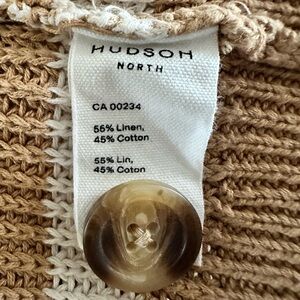 HUDSON
NORTH
CA 00234
55% Linen,
45% Cotton
55% Lin,
45% Coton